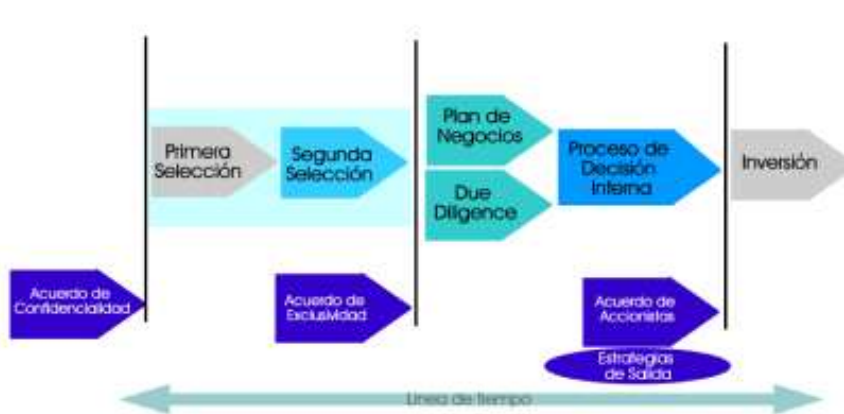 Primera
Selección
Segunda
Selección
Plan de
Negocios
Due
Diligence
Proceso de
Decisión
Interna
Inversión
Acuerdo de
Confidencialidad
Acuerdo de
Exclusividad
Acuerdo de
Accionistas
Estrategias
de Salida
Línea de tiempo